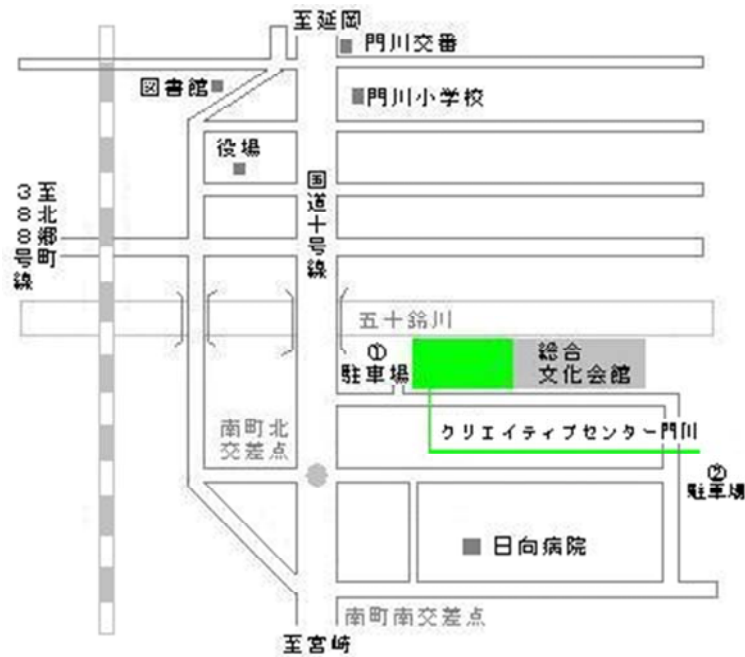 至延岡
門川交番
図書館
門川小学校
役場
国道十号線
至北郷町
388号線
五十鈴川
①
駐車場
総合
文化会館
南町北
交差点
クリエイティブセンター門川
②
駐車場
日向病院
南町南交差点
至宮崎